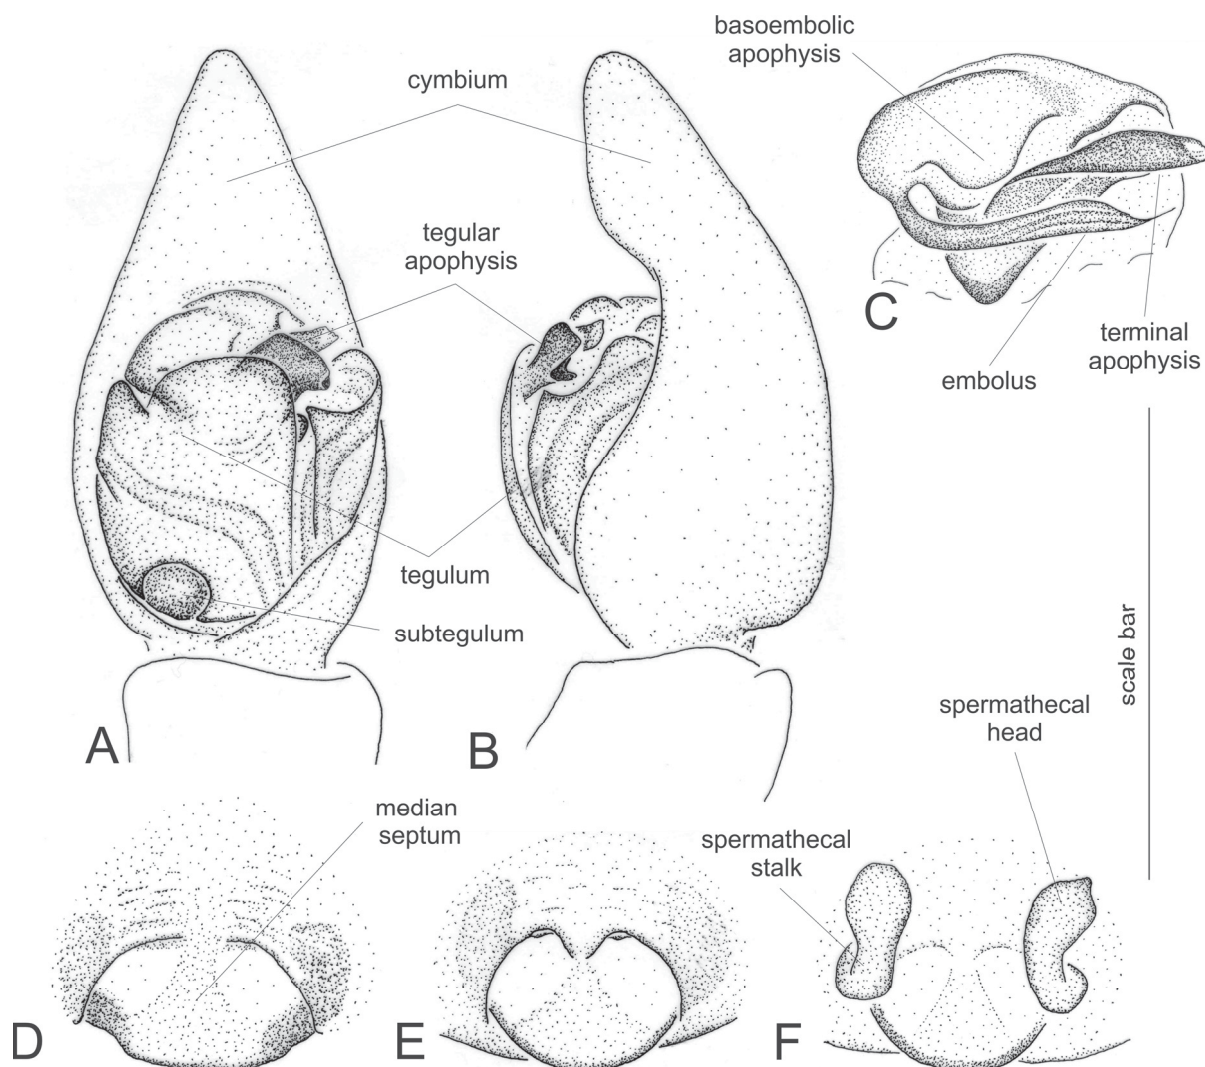 basoembolic
apophysis
cymbium
tegular
apophysis
C
terminal
apophysis
embolus
tegulum
subtegulum
scale bar
spermathecal
head
A
B
median
septum
spermathecal
stalk
D
E
F